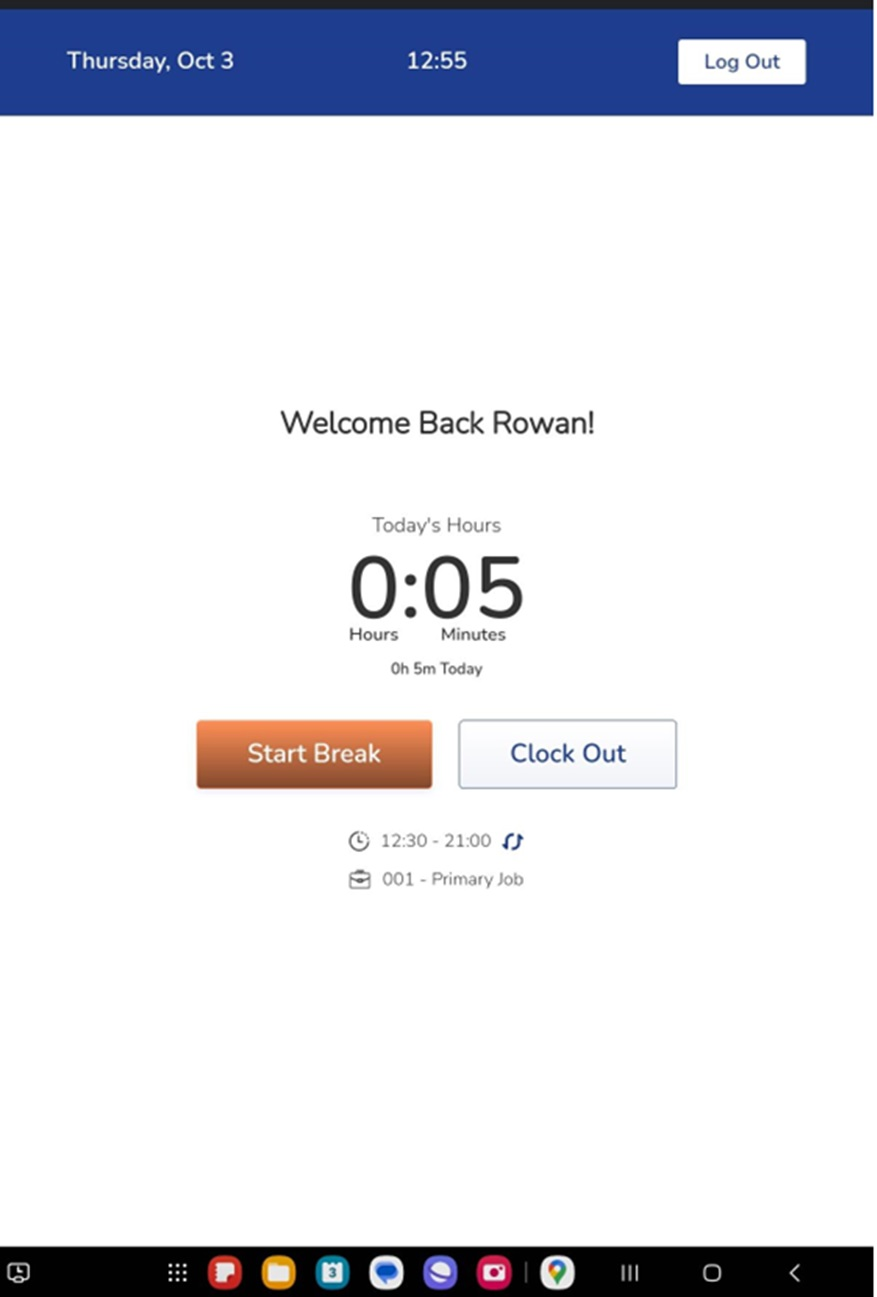 Thursday, Oct 3 12:55 Log Out
Welcome Back Rowan!
Today's Hours
0:05
Hours Minutes
0h 5m Today
Start Break Clock Out
12:30 - 21:00
001 - Primary Job
3